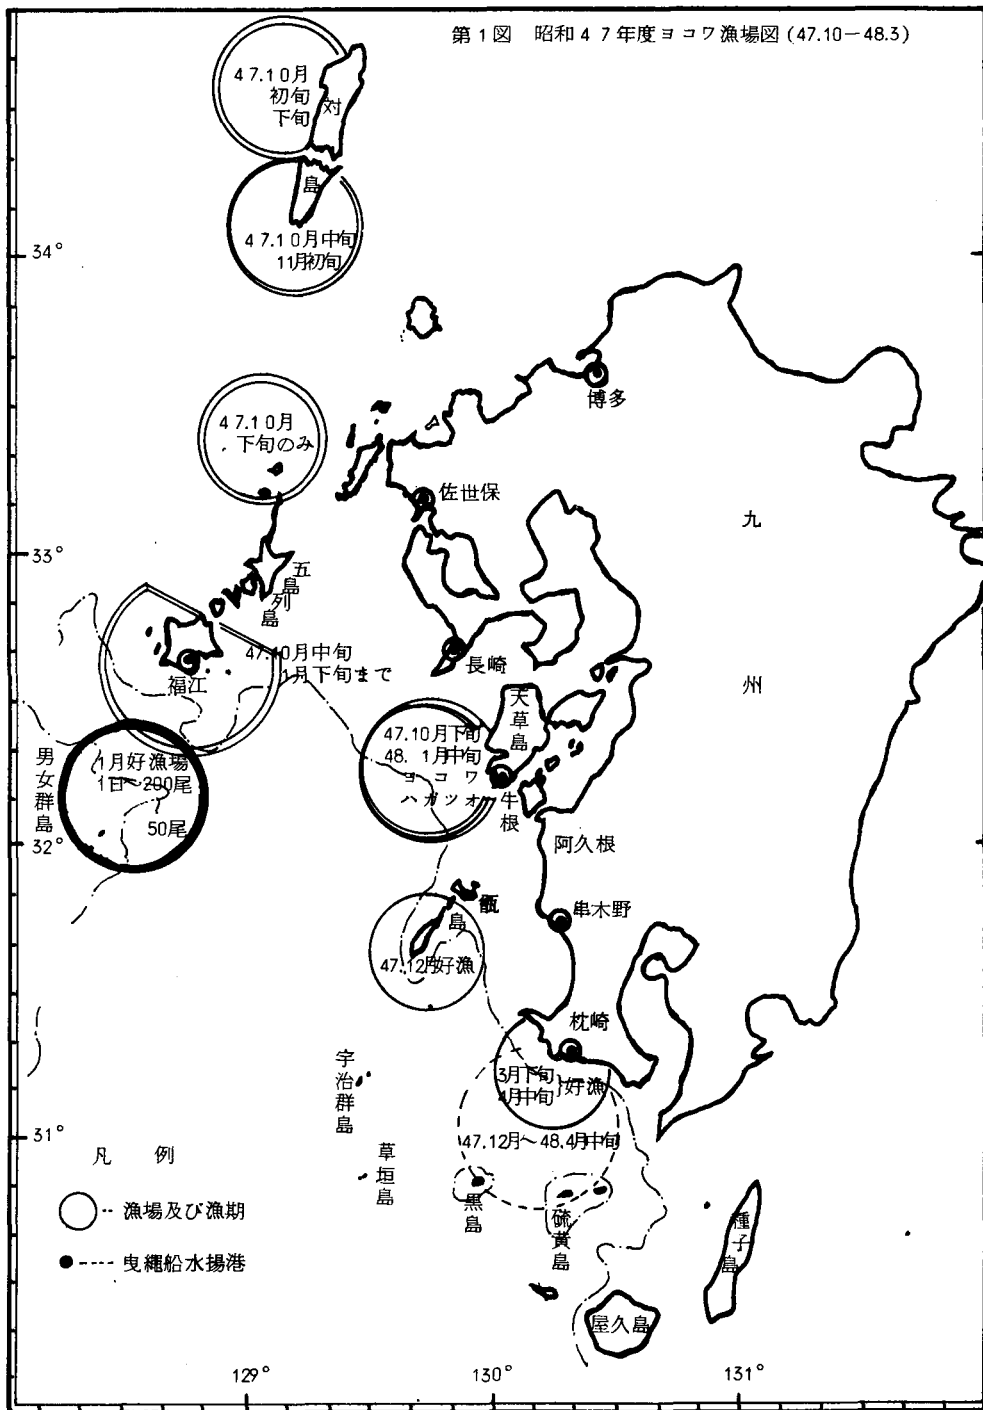 第1図 昭和47年度ヨコワ漁場図(47.10−48.3)
47.10月
初旬
下旬
対
島
47.10月中旬
11月初旬
34°
博多
47.10月
下旬のみ
佐世保
九
州
33°
五島列島
47.10月中旬
1月下旬まで
福江
長崎
天草島
47.10月下旬
48. 1月中旬
ヨコワ
ハガツオ
牛根
男女群島
1月好漁場
1日~200尾
50尾
32°
阿久根
串木野
甑
島
47.12月好漁
枕崎
3月下旬
4月中旬
}好漁
宇治群島
31°
47.12月~48.4月中旬
草垣島
黒島
硫黄島
種子島
屋久島
凡 例
漁場及び漁期
曳縄船水揚港
129°
130°
131°